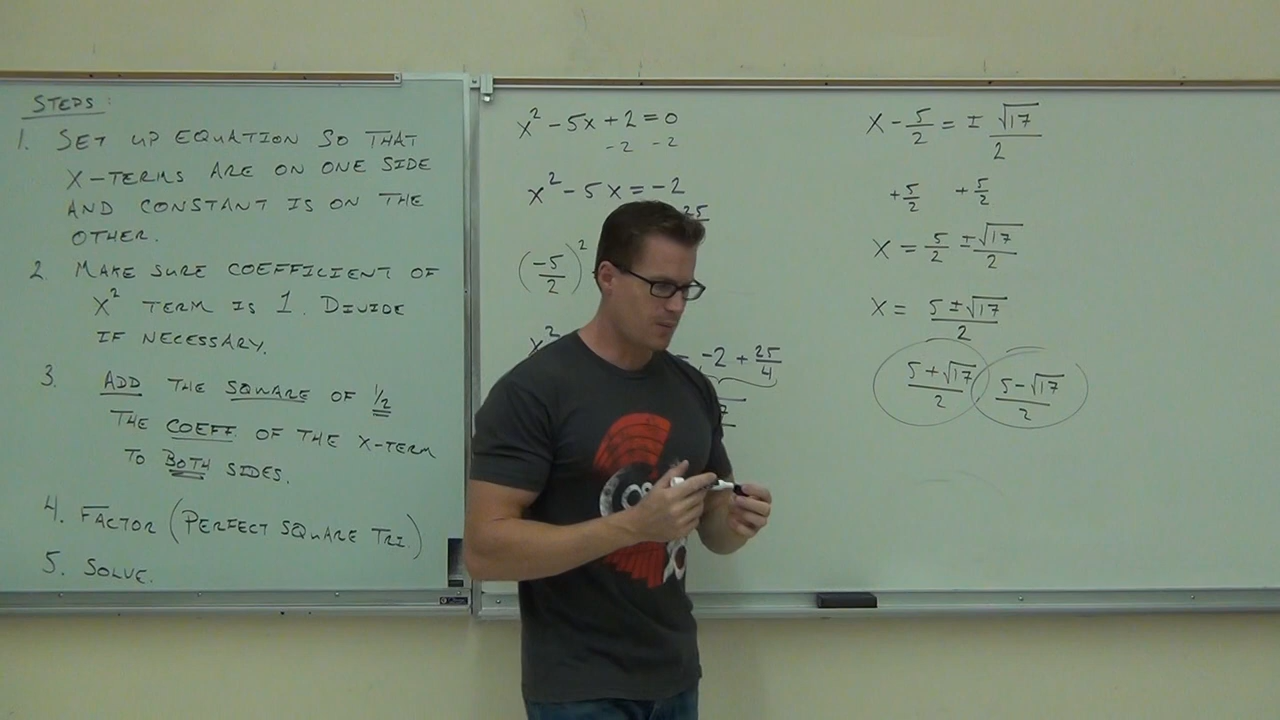 STEPS:
1. SET UP EQUATION SO THAT
X-TERMS ARE ON ONE SIDE
AND CONSTANT IS ON THE
OTHER.
2. MAKE SURE COEFFICIENT OF
X² TERM IS 1. DIVIDE
IF NECESSARY.
3. ADD THE SQUARE OF 1/2
THE COEFF. OF THE X-TERM
TO BOTH SIDES.
4. FACTOR (PERFECT SQUARE TRI.)
5. SOLVE.
x² - 5x + 2 = 0
-2 -2
x² - 5x = -2
25
(-5/2)²
x²
= -2 + 25/4
X - 5/2 = ± √17/2
+5/2 +5/2
X = 5/2 ± √17/2
X = (5 ± √17)/2
(5 + √17)/2 (5 - √17)/2